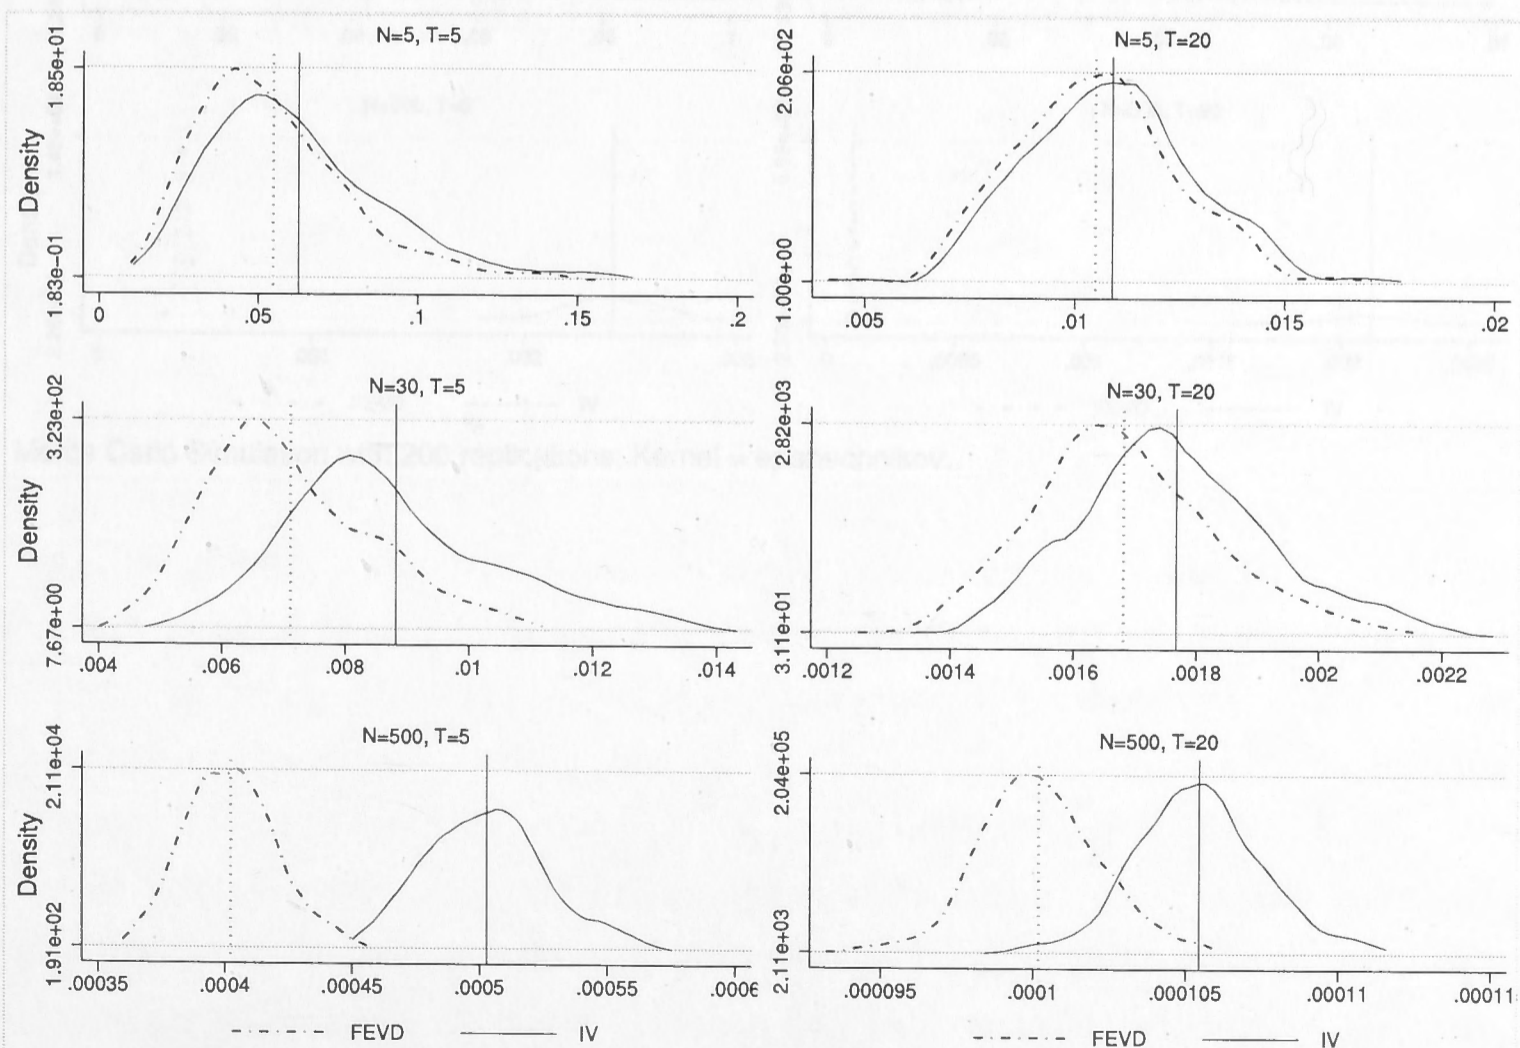 N=5, T=5
Density
1.83e−01 1.85e+01
0 .05 .1 .15 .2
N=5, T=20
1.00e+00 2.06e+02
.005 .01 .015 .02
N=30, T=5
Density
7.67e+00 3.23e+02
.004 .006 .008 .01 .012 .014
N=30, T=20
3.11e+01 2.82e+03
.0012 .0014 .0016 .0018 .002 .0022
N=500, T=5
Density
1.91e+02 2.11e+04
.00035 .0004 .00045 .0005 .00055 .0006
N=500, T=20
2.11e+03 2.04e+05
.000095 .0001 .000105 .00011 .00011
FEVD IV
FEVD IV